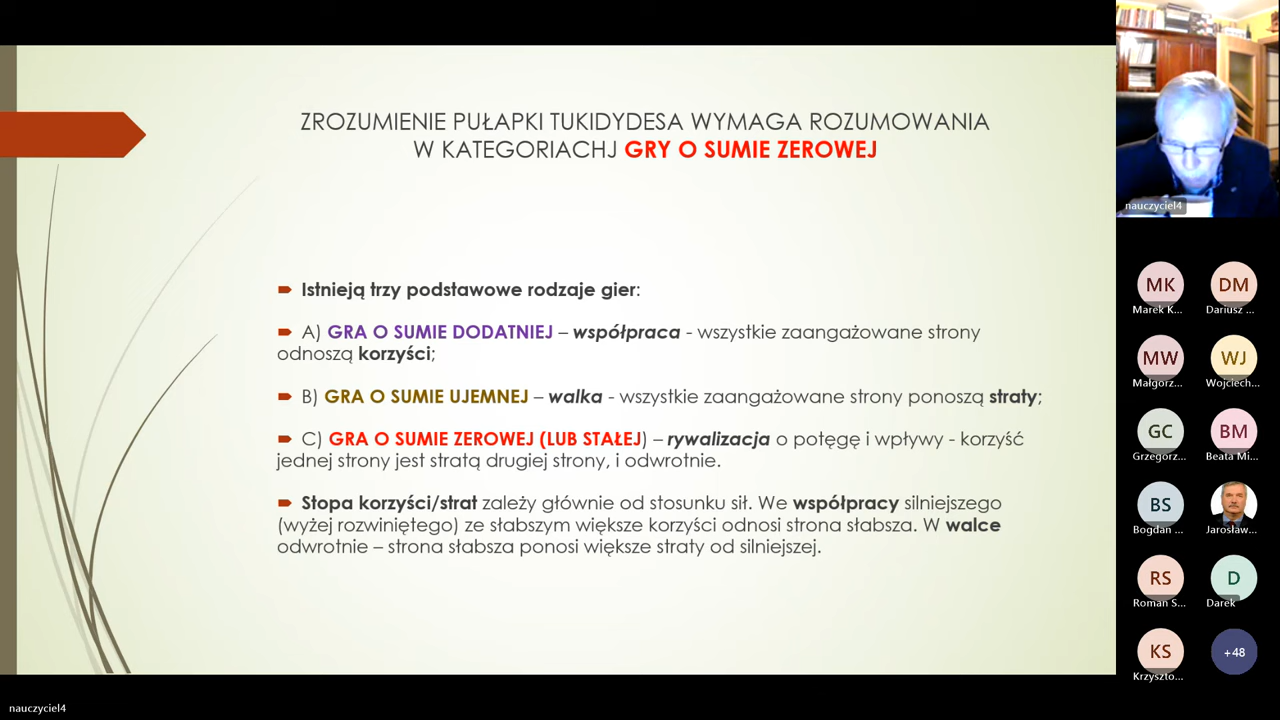 ZROZUMIENIE PUŁAPKI TUKIDYDESA WYMAGA ROZUMOWANIA
W KATEGORIACHJ GRY O SUMIE ZEROWEJ
Istnieją trzy podstawowe rodzaje gier:
A) GRA O SUMIE DODATNIEJ – współpraca - wszystkie zaangażowane strony
odnoszą korzyści;
B) GRA O SUMIE UJEMNEJ – walka - wszystkie zaangażowane strony ponoszą straty;
C) GRA O SUMIE ZEROWEJ (LUB STAŁEJ) – rywalizacja o potęgę i wpływy - korzyść
jednej strony jest stratą drugiej strony, i odwrotnie.
Stopa korzyści/strat zależy głównie od stosunku sił. We współpracy silniejszego
(wyżej rozwiniętego) ze słabszym większe korzyści odnosi strona słabsza. W walce
odwrotnie – strona słabsza ponosi większe straty od silniejszej.
nauczyciel4
MK
DM
Marek K...
Dariusz ...
MW
WJ
Małgorz...
Wojciech...
GC
BM
Grzegorz...
Beata Mi...
BS
Bogdan ...
Jarosław...
RS
D
Roman S...
Darek
KS
+48
Krzyszto...
nauczyciel4